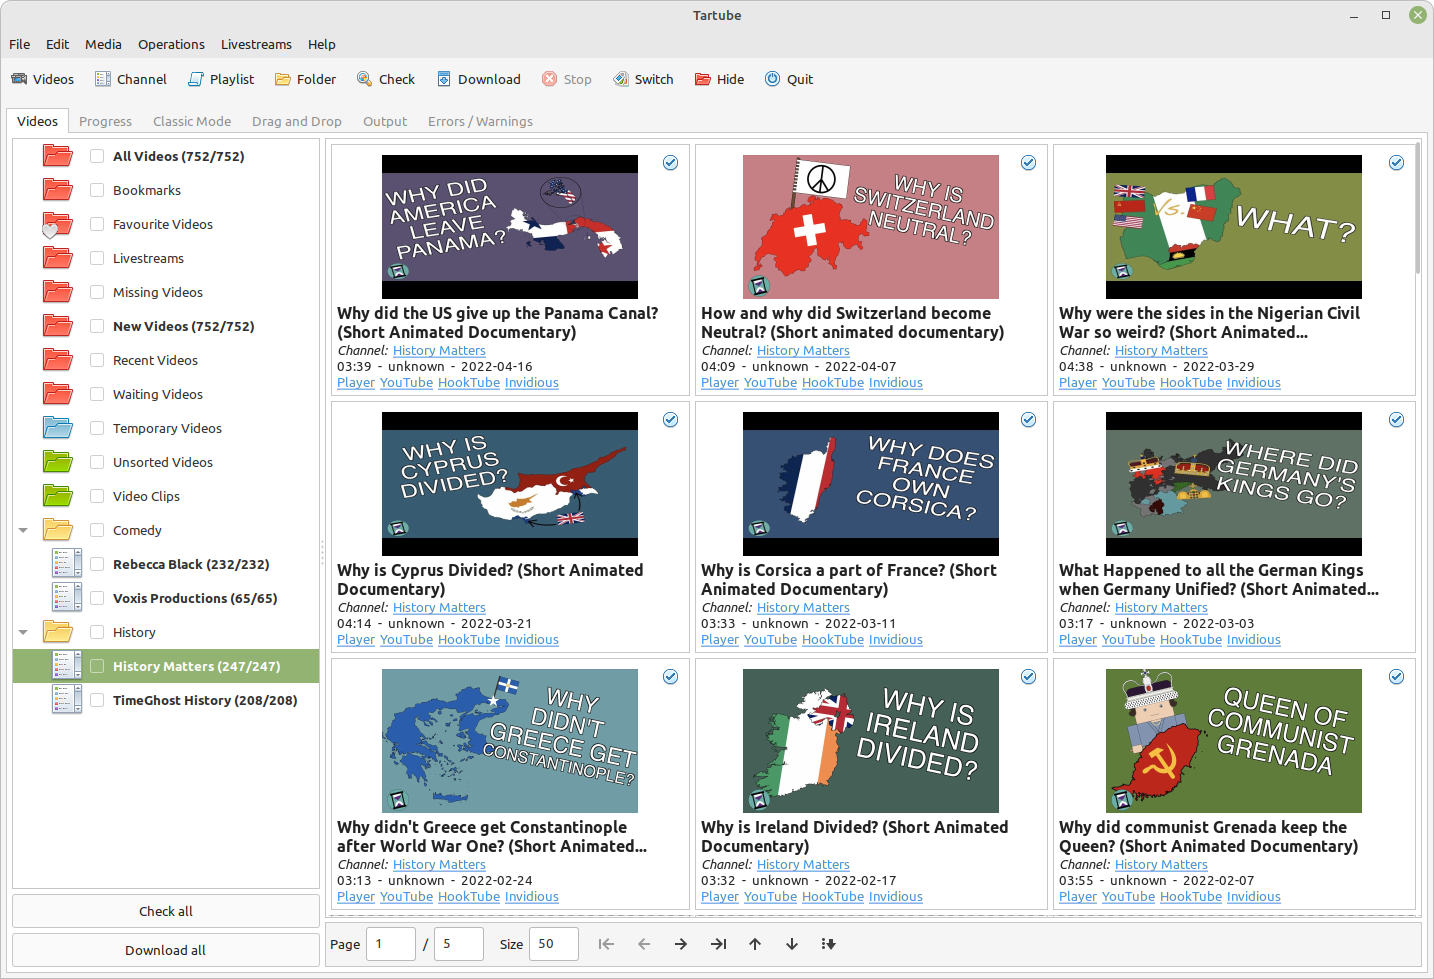 Tartube
File Edit Media Operations Livestreams Help
Videos Channel Playlist Folder Check Download Stop Switch Hide Quit
Videos Progress Classic Mode Drag and Drop Output Errors / Warnings
All Videos (752/752)
Bookmarks
Favourite Videos
Livestreams
Missing Videos
New Videos (752/752)
Recent Videos
Waiting Videos
Temporary Videos
Unsorted Videos
Video Clips
Comedy
Rebecca Black (232/232)
Voxis Productions (65/65)
History
History Matters (247/247)
TimeGhost History (208/208)
Check all
Download all
WHY DID
AMERICA
LEAVE
PANAMA?
Why did the US give up the Panama Canal?
(Short Animated Documentary)
Channel: History Matters
03:39 - unknown - 2022-04-16
Player YouTube HookTube Invidious
WHY IS
SWITZERLAND
NEUTRAL?
How and why did Switzerland become
Neutral? (Short animated documentary)
Channel: History Matters
04:09 - unknown - 2022-04-07
Player YouTube HookTube Invidious
Vs.
WHAT?
Why were the sides in the Nigerian Civil
War so weird? (Short Animated...
Channel: History Matters
04:38 - unknown - 2022-03-29
Player YouTube HookTube Invidious
WHY IS
CYPRUS
DIVIDED?
Why is Cyprus Divided? (Short Animated
Documentary)
Channel: History Matters
04:14 - unknown - 2022-03-21
Player YouTube HookTube Invidious
WHY DOES
FRANCE
OWN
CORSICA?
Why is Corsica a part of France? (Short
Animated Documentary)
Channel: History Matters
03:33 - unknown - 2022-03-11
Player YouTube HookTube Invidious
WHERE DID
GERMANY'S
KINGS GO?
What Happened to all the German Kings
when Germany Unified? (Short Animated...
Channel: History Matters
03:17 - unknown - 2022-03-03
Player YouTube HookTube Invidious
WHY
DIDN'T
GREECE GET
CONSTANTINOPLE?
Why didn't Greece get Constantinople
after World War One? (Short Animated...
Channel: History Matters
03:13 - unknown - 2022-02-24
Player YouTube HookTube Invidious
WHY IS
IRELAND
DIVIDED?
Why is Ireland Divided? (Short Animated
Documentary)
Channel: History Matters
03:32 - unknown - 2022-02-17
Player YouTube HookTube Invidious
QUEEN OF
COMMUNIST
GRENADA
Why did communist Grenada keep the
Queen? (Short Animated Documentary)
Channel: History Matters
03:55 - unknown - 2022-02-07
Player YouTube HookTube Invidious
Page 1 / 5 Size 50